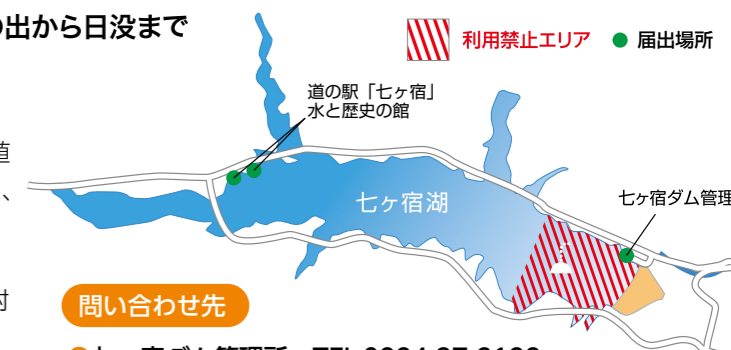 の出から日没まで
利用禁止エリア
届出場所
道の駅「七ヶ宿」
水と歴史の館
植
七ヶ宿湖
七ヶ宿ダム管理
、
村
問い合わせ先